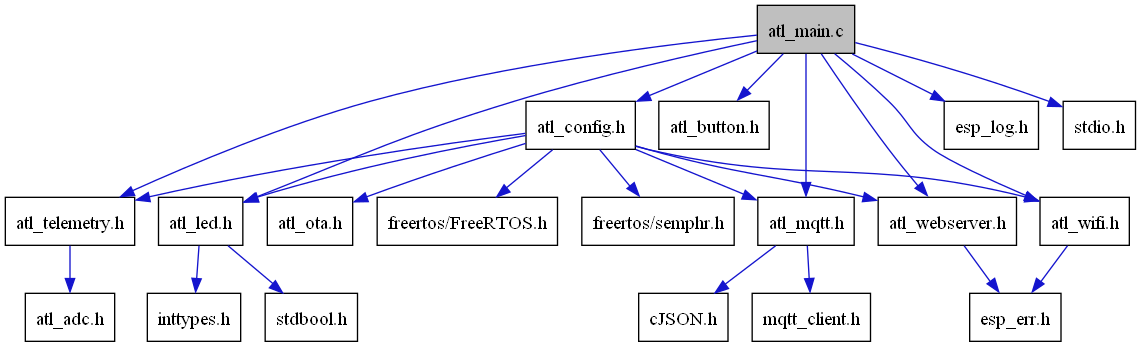 atl_main.c
atl_config.h
atl_button.h
esp_log.h
stdio.h
atl_telemetry.h
atl_led.h
atl_ota.h
freertos/FreeRTOS.h
freertos/semphr.h
atl_mqtt.h
atl_webserver.h
atl_wifi.h
atl_adc.h
inttypes.h
stdbool.h
cJSON.h
mqtt_client.h
esp_err.h